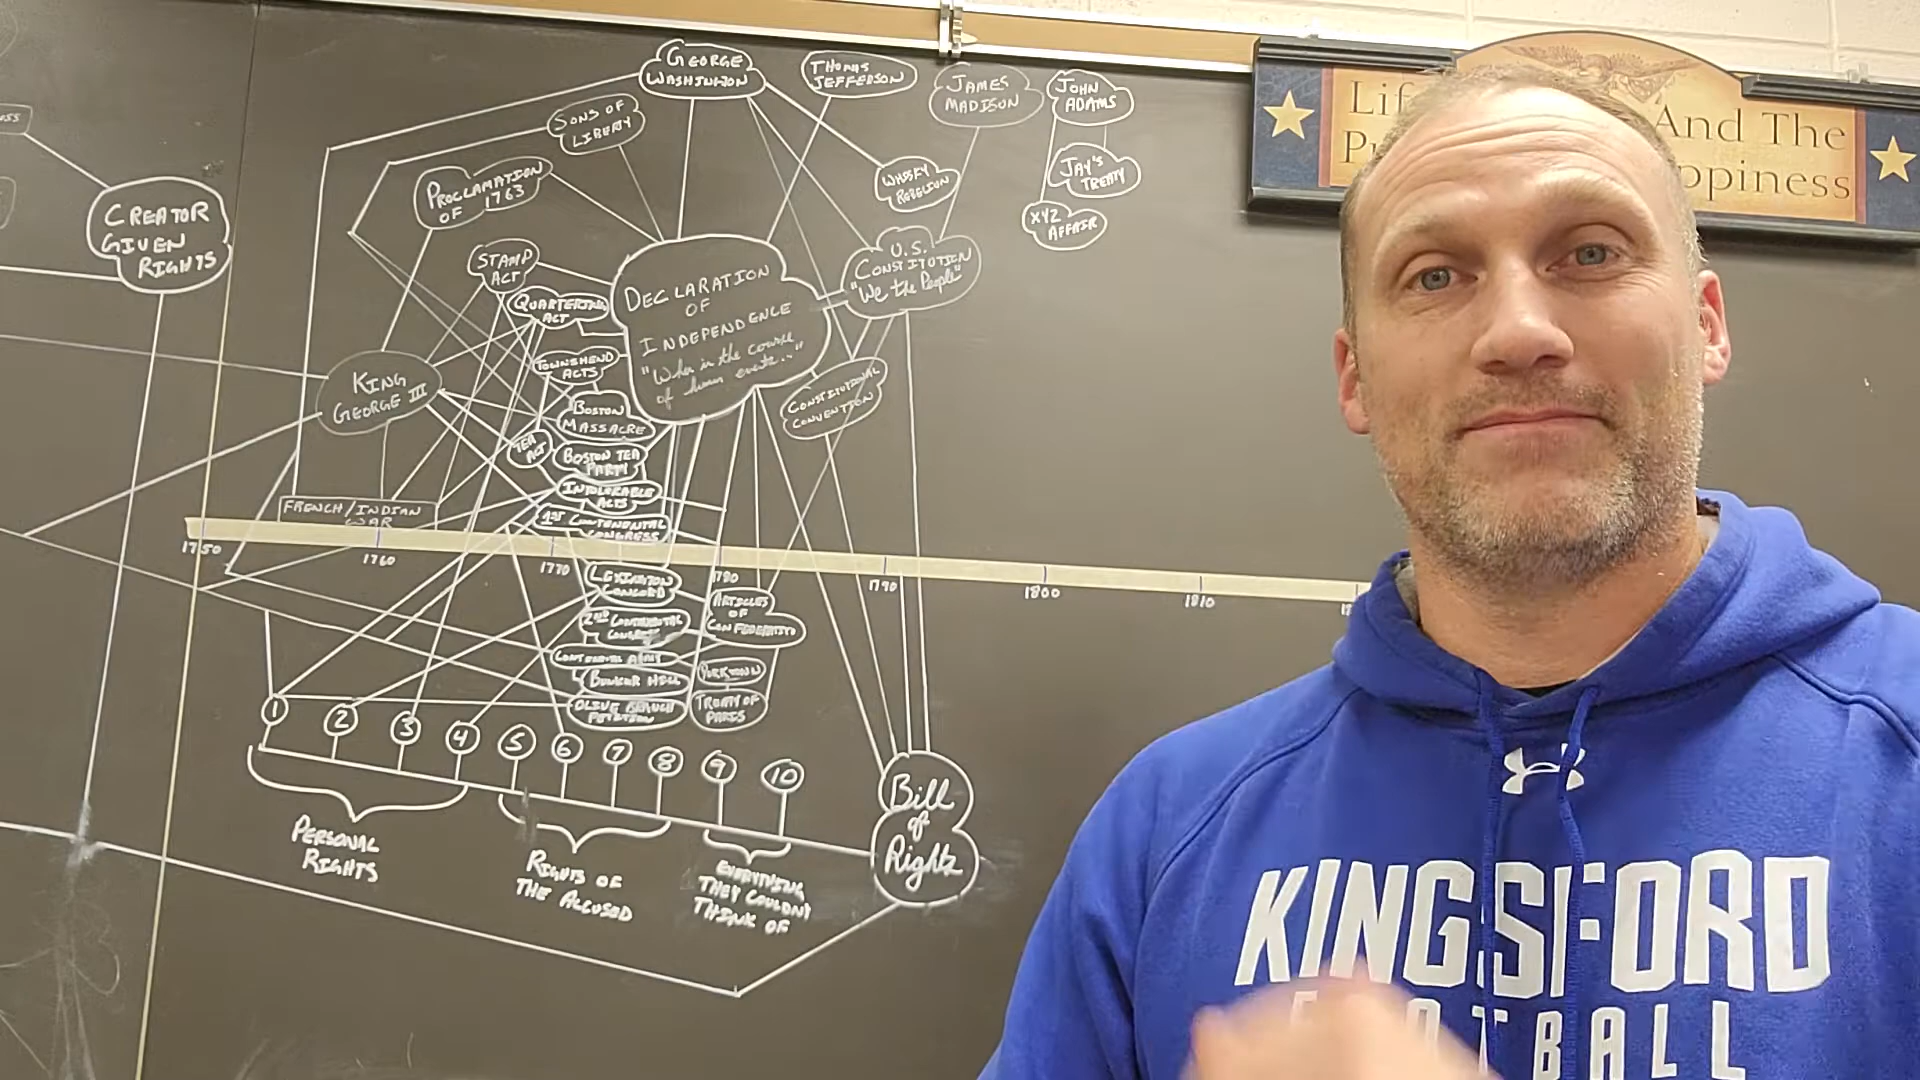 GEORGE
WASHINGTON
THOMAS
JEFFERSON
JAMES
MADISON
JOHN
ADAMS
SONS OF
LIBERTY
PROCLAMATION
OF 1763
WHISKY
REBELLION
JAY'S
TREATY
XYZ
AFFAIR
CREATOR
GIVEN
RIGHTS
STAMP
ACT
QUARTERING
ACT
TOWNSHEND
ACTS
DECLARATION
OF
INDEPENDENCE
"When in the course
of human events..."
U.S.
CONSTITUTION
"We the People"
CONSTITUTIONAL
CONVENTION
KING
GEORGE III
BOSTON
MASSACRE
TEA
ACT
BOSTON TEA
PARTY
INTOLERABLE
ACTS
1ST CONTENENTAL
CONGRESS
FRENCH/INDIAN
WAR
1750
1760
1770
1780
1790
1800
1810
LEXINGTON
CONCORD
2ND CONTINENTAL
CONGRESS
ARTICLES
OF
CONFEDERATIO
BUNKER HILL
OLIVE BRANCH
PETITION
YORKTOWN
TREATY OF
PARIS
1
2
3
4
5
6
7
8
9
10
PERSONAL
RIGHTS
RIGHTS OF
THE ACCUSED
EVERYTHING
THEY COULDN'T
THINK OF
Bill
of
Rights
And The
ppiness
KINGSFORD
FOOTBALL